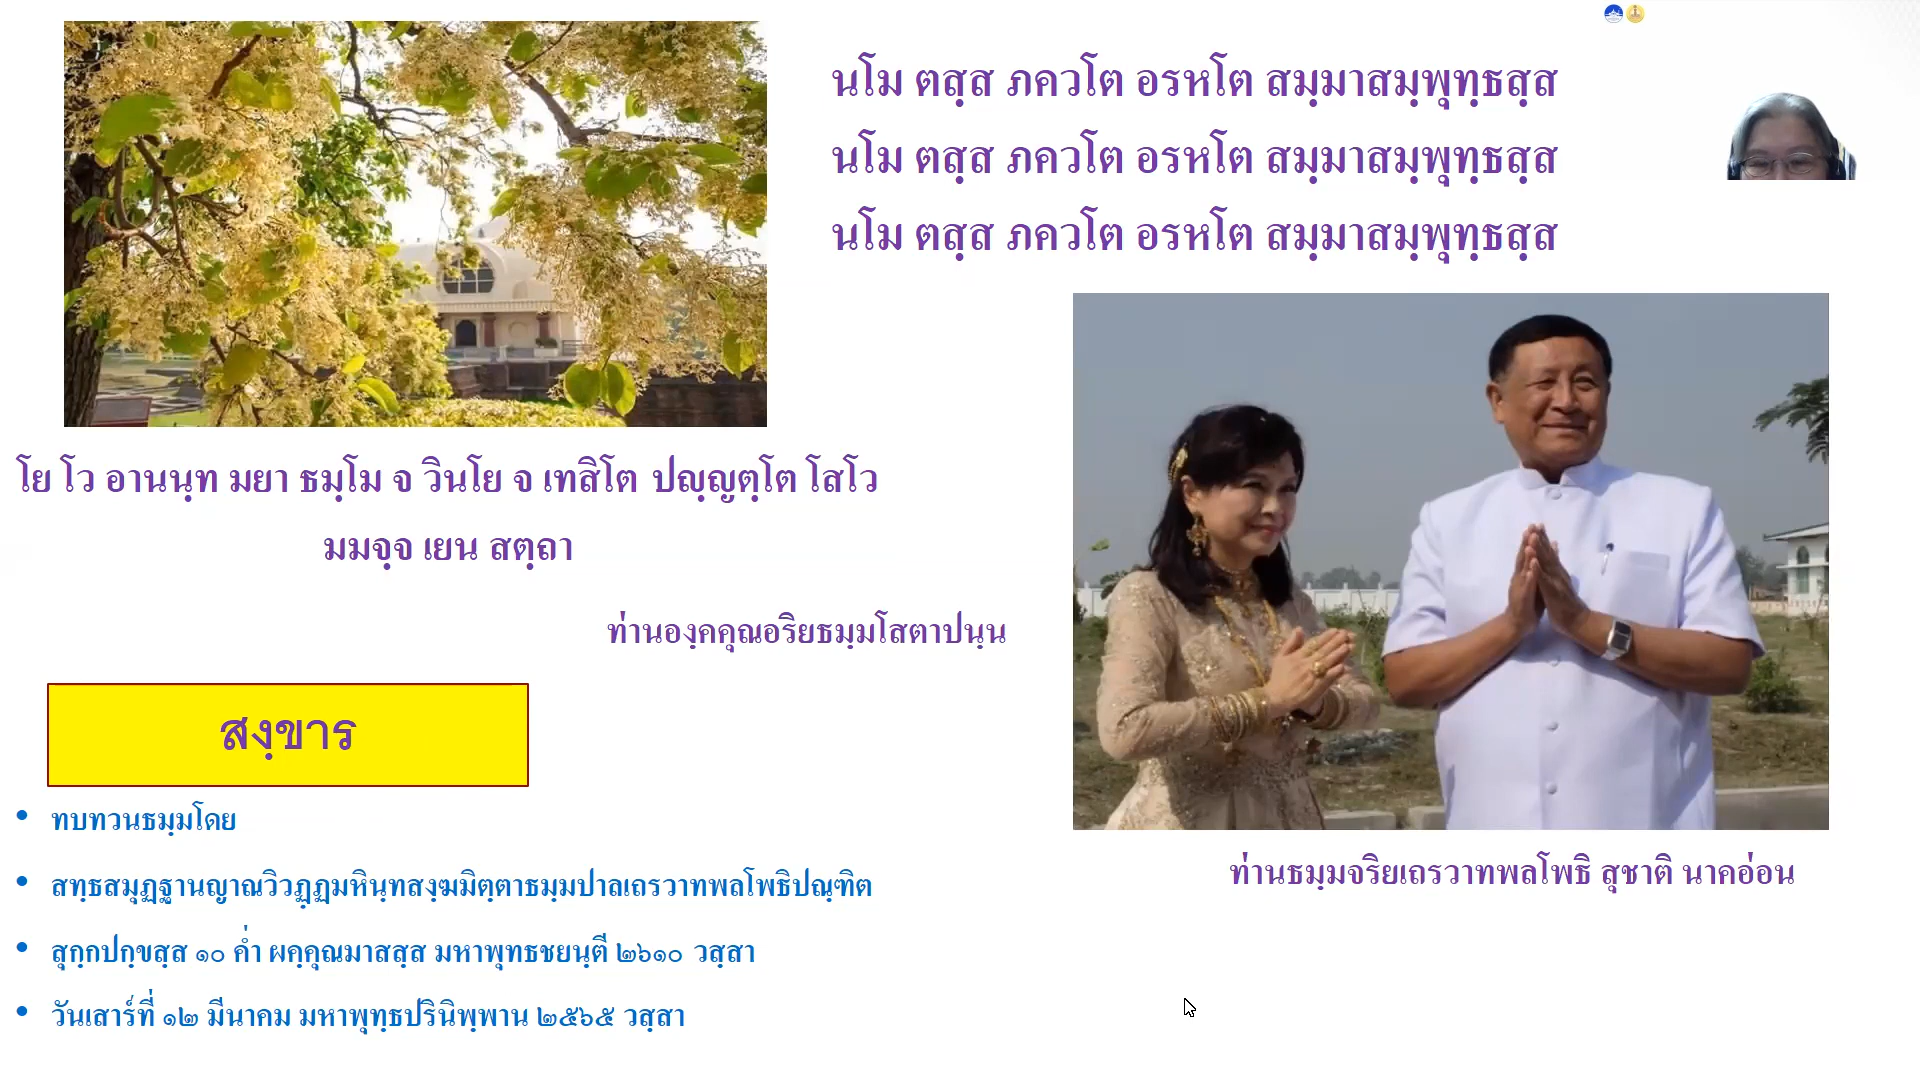 นโม ตสฺส ภควโต อรหโต สมฺมาสมฺพุทฺธสฺส
นโม ตสฺส ภควโต อรหโต สมฺมาสมฺพุทฺธสฺส
นโม ตสฺส ภควโต อรหโต สมฺมาสมฺพุทฺธสฺส
โย โว อานนฺท มยา ธมฺโม จ วินโย จ เทสิโต ปญฺญตฺโต โสโว
มมจฺจ เยน สตฺถา
ท่านองฺคคุณอริยธมฺมโสตาปนฺน
สงฺขาร
• ทบทวนธมฺมโดย
• สทฺธสมุฏฺฐานญาณวิวฏฺฏมหินฺทสงฺฆมิตฺตาธมฺมปาลเถรวาทพลโพธิปณฺฑิต
• สุกฺกปกฺขสฺส ๑๐ ค่ำ ผคฺคุณมาสสฺส มหาพุทธชยนฺตี ๒๖๑๐ วสฺสา
• วันเสาร์ที่ ๑๒ มีนาคม มหาพุทฺธปรินิพฺพาน ๒๕๖๕ วสฺสา
ท่านธมฺมจริยเถรวาทพลโพธิ สุชาติ นาคอ่อน